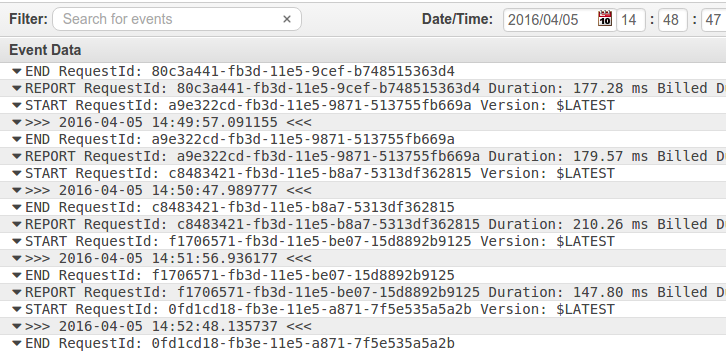 Filter: Search for events × Date/Time: 2016/04/05 10 14 : 48 : 47
Event Data
END RequestId: 80c3a441-fb3d-11e5-9cef-b748515363d4
REPORT RequestId: 80c3a441-fb3d-11e5-9cef-b748515363d4 Duration: 177.28 ms Billed D
START RequestId: a9e322cd-fb3d-11e5-9871-513755fb669a Version: $LATEST
>>> 2016-04-05 14:49:57.091155 <<<
END RequestId: a9e322cd-fb3d-11e5-9871-513755fb669a
REPORT RequestId: a9e322cd-fb3d-11e5-9871-513755fb669a Duration: 179.57 ms Billed D
START RequestId: c8483421-fb3d-11e5-b8a7-5313df362815 Version: $LATEST
>>> 2016-04-05 14:50:47.989777 <<<
END RequestId: c8483421-fb3d-11e5-b8a7-5313df362815
REPORT RequestId: c8483421-fb3d-11e5-b8a7-5313df362815 Duration: 210.26 ms Billed D
START RequestId: f1706571-fb3d-11e5-be07-15d8892b9125 Version: $LATEST
>>> 2016-04-05 14:51:56.936177 <<<
END RequestId: f1706571-fb3d-11e5-be07-15d8892b9125
REPORT RequestId: f1706571-fb3d-11e5-be07-15d8892b9125 Duration: 147.80 ms Billed D
START RequestId: 0fd1cd18-fb3e-11e5-a871-7f5e535a5a2b Version: $LATEST
>>> 2016-04-05 14:52:48.135737 <<<
END RequestId: 0fd1cd18-fb3e-11e5-a871-7f5e535a5a2b